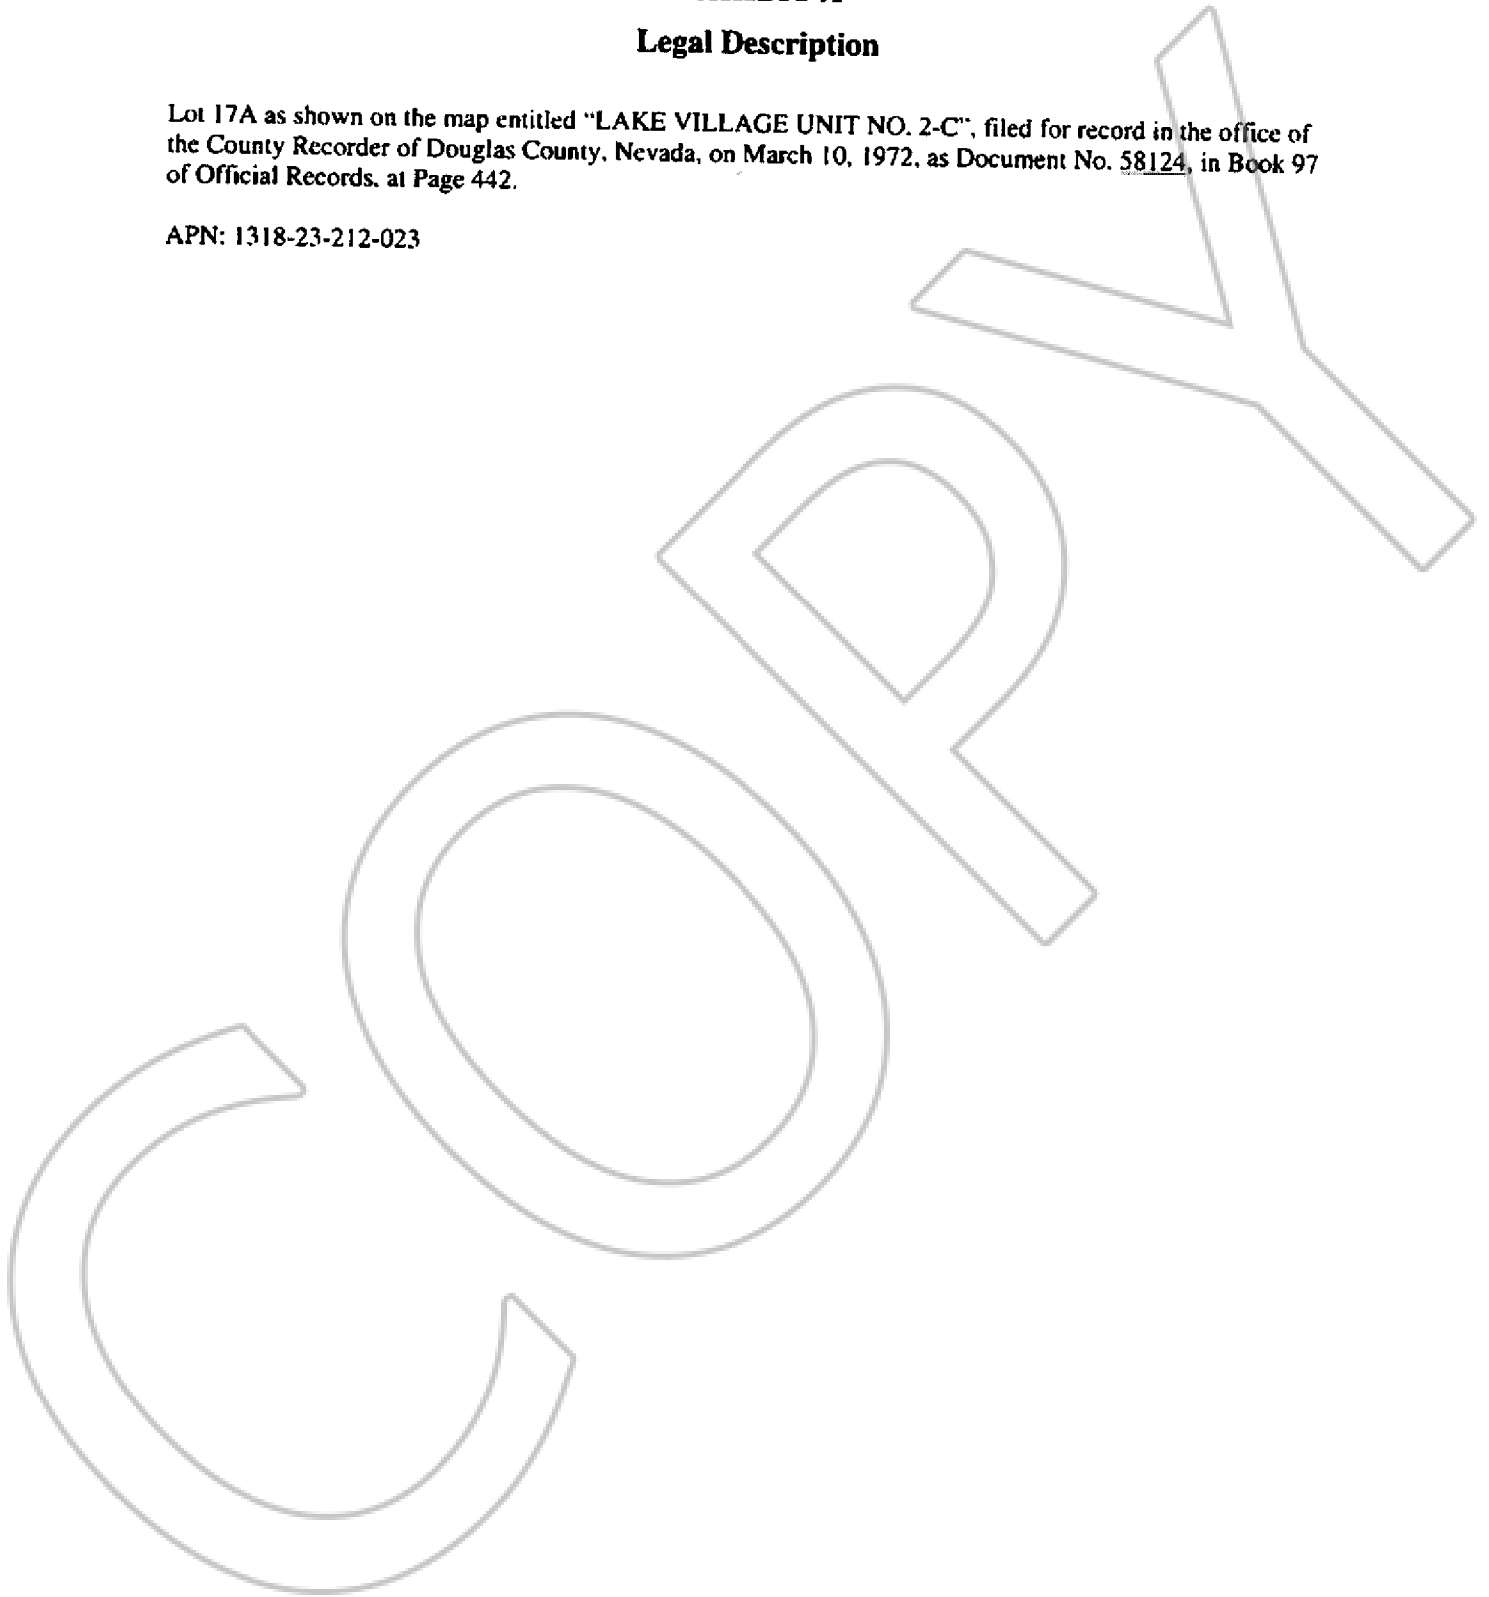 Legal Description
Lot 17A as shown on the map entitled "LAKE VILLAGE UNIT NO. 2-C", filed for record in the office of
the County Recorder of Douglas County, Nevada, on March 10, 1972, as Document No. 58124, in Book 97
of Official Records, at Page 442.
APN: 1318-23-212-023
COPY